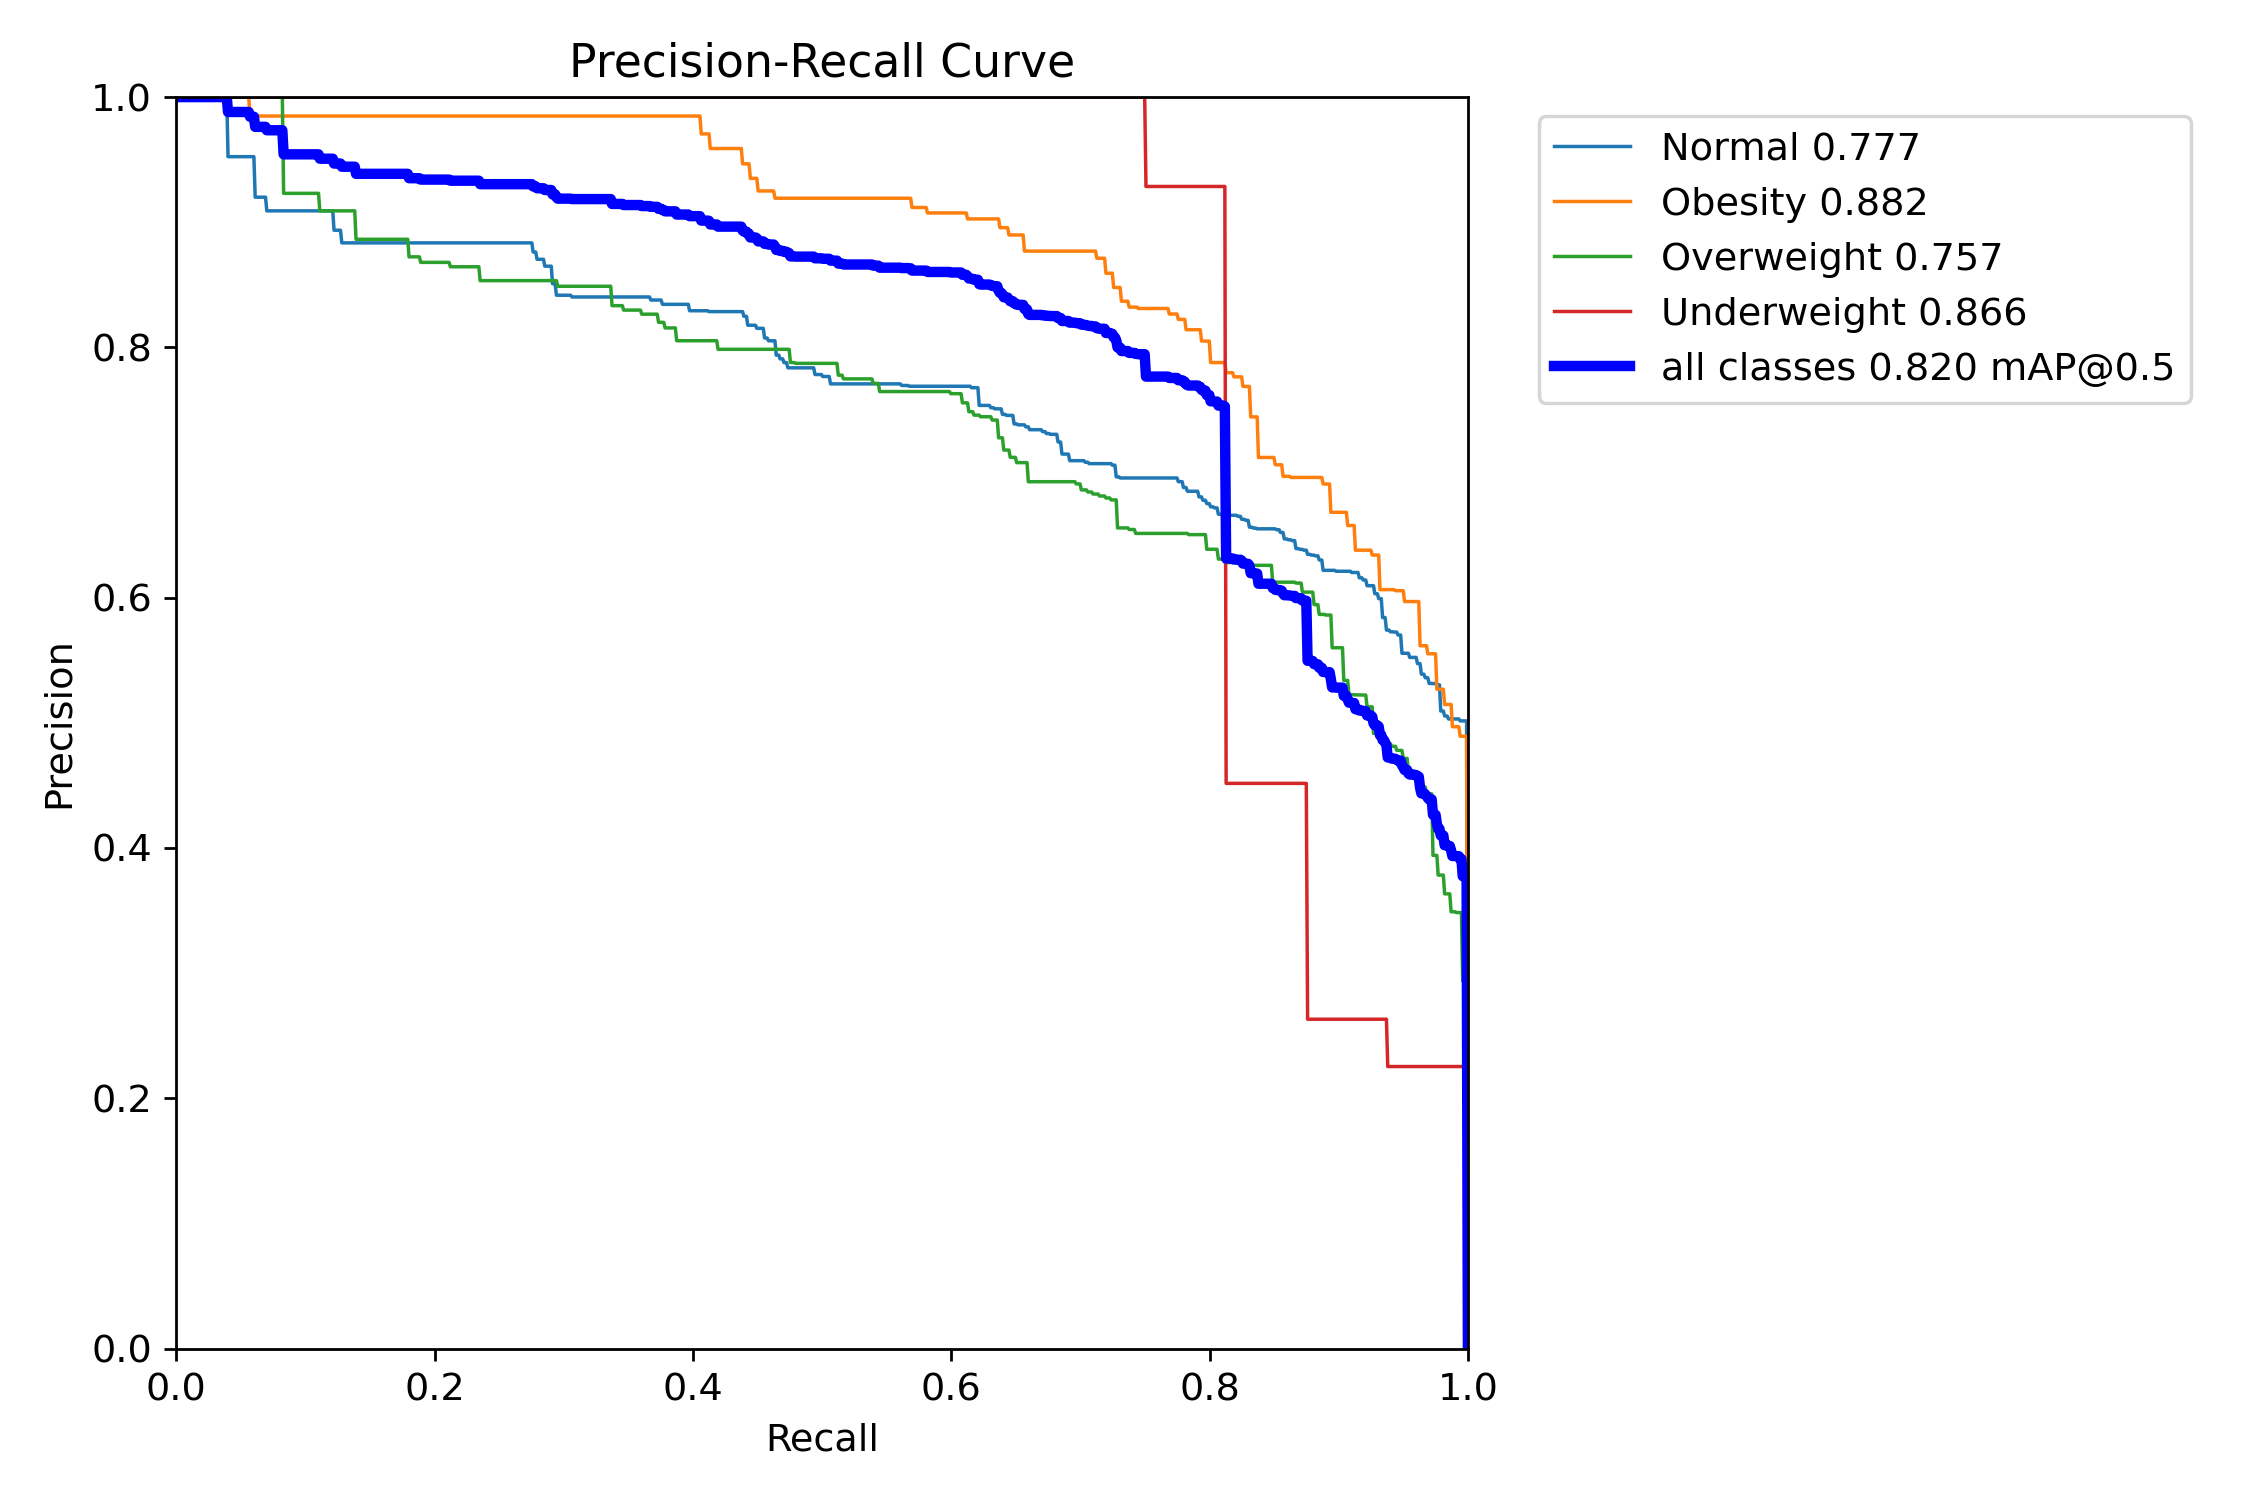 Precision-Recall Curve
1.0
0.8
0.6
0.4
0.2
0.0
Precision
0.0 0.2 0.4 0.6 0.8 1.0
Recall
Normal 0.777
Obesity 0.882
Overweight 0.757
Underweight 0.866
all classes 0.820 mAP@0.5